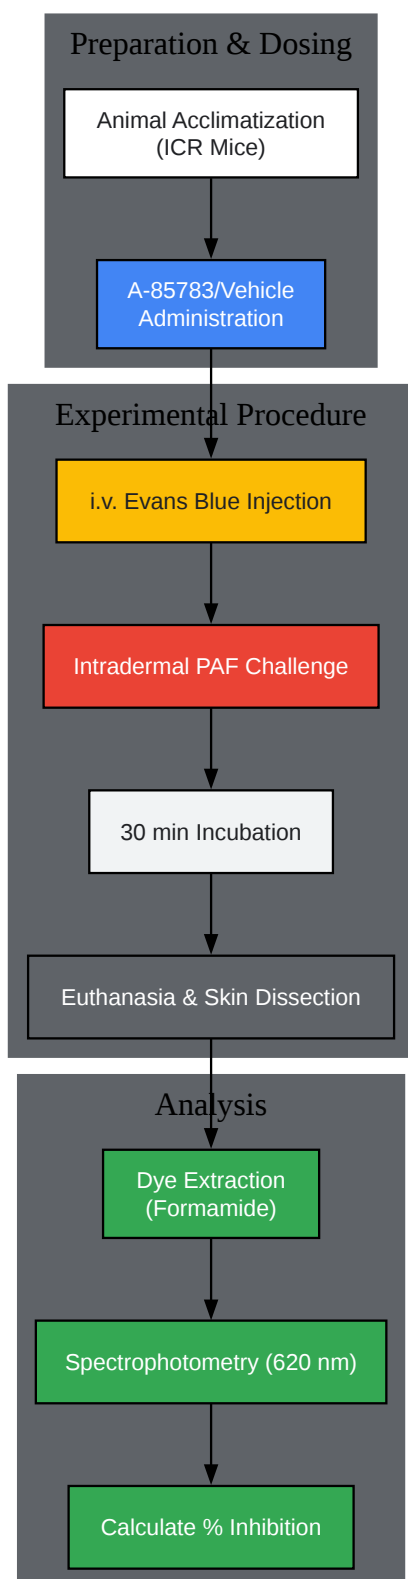 Preparation & Dosing
Animal Acclimatization
(ICR Mice)
A-85783/Vehicle
Administration
Experimental Procedure
i.v. Evans Blue Injection
Intradermal PAF Challenge
30 min Incubation
Euthanasia & Skin Dissection
Analysis
Dye Extraction
(Formamide)
Spectrophotometry (620 nm)
Calculate % Inhibition